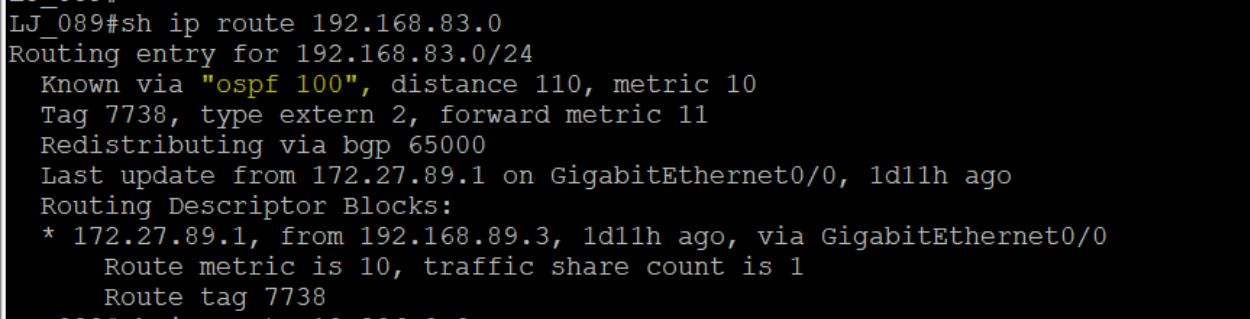 LJ_089#sh ip route 192.168.83.0
Routing entry for 192.168.83.0/24
Known via "ospf 100", distance 110, metric 10
Tag 7738, type extern 2, forward metric 11
Redistributing via bgp 65000
Last update from 172.27.89.1 on GigabitEthernet0/0, 1d11h ago
Routing Descriptor Blocks:
* 172.27.89.1, from 192.168.89.3, 1d11h ago, via GigabitEthernet0/0
Route metric is 10, traffic share count is 1
Route tag 7738